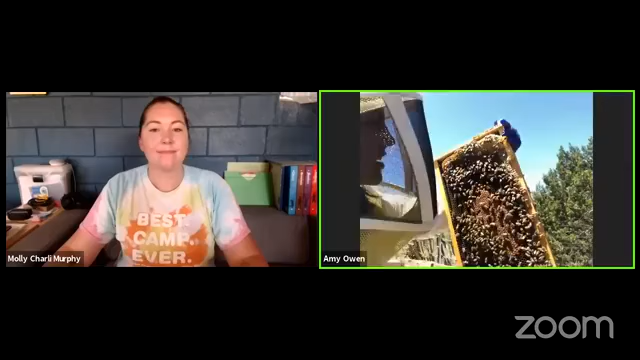 BEST.
CAMP.
EVER.
Molly Charli Murphy
Amy Owen
zoom